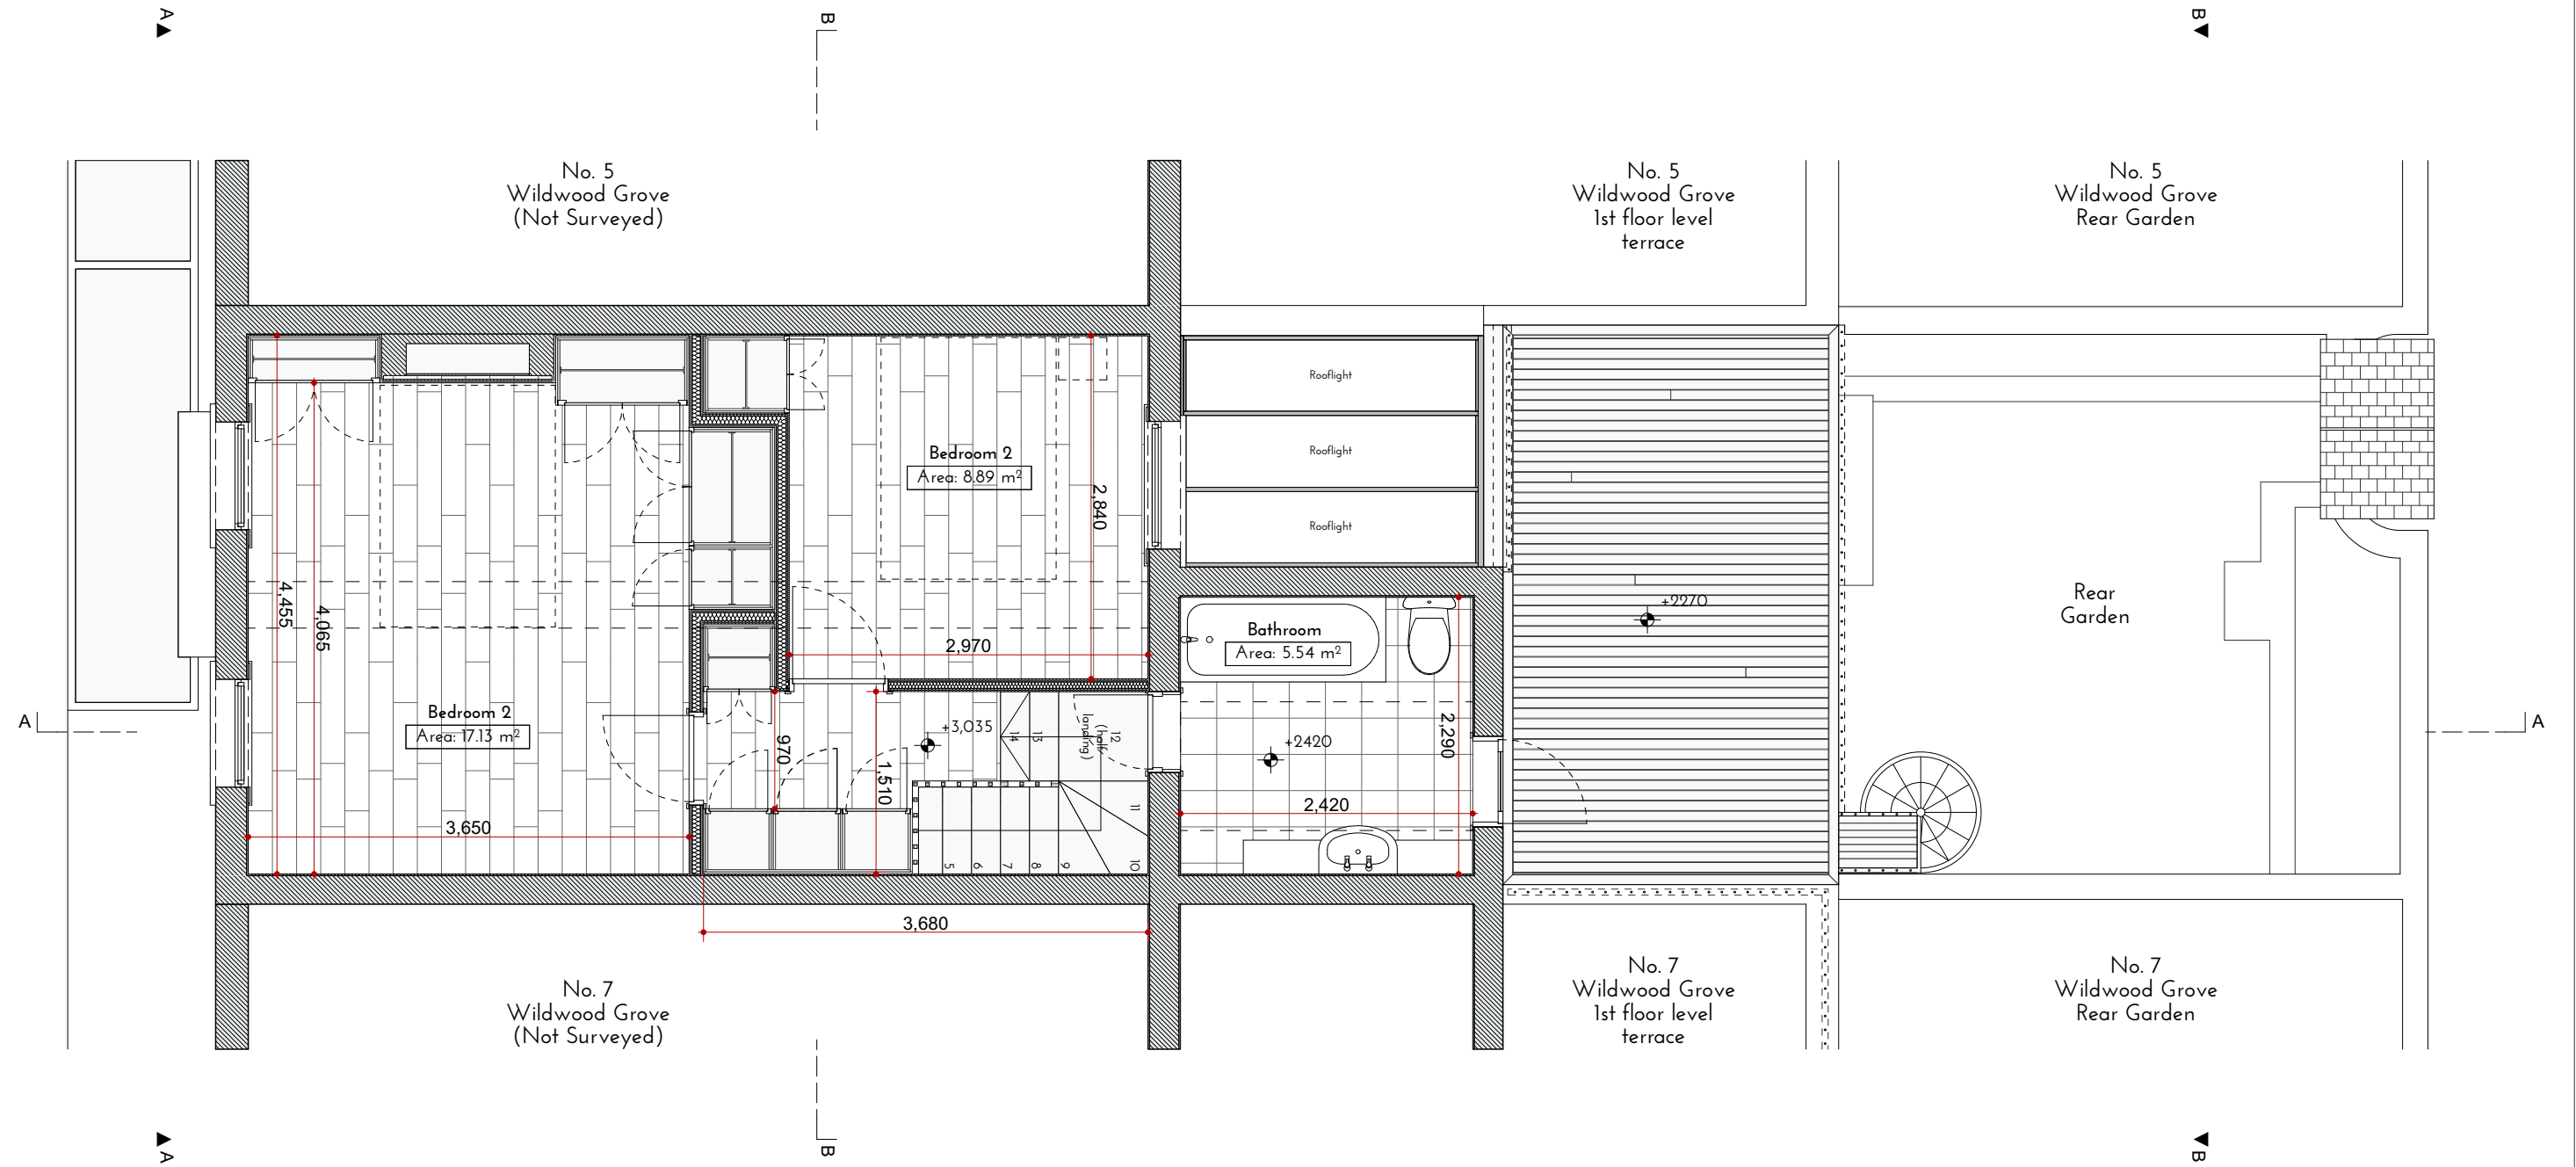 A
B
B
No. 5
Wildwood Grove
(Not Surveyed)
No. 5
Wildwood Grove
1st floor level
terrace
No. 5
Wildwood Grove
Rear Garden
Rooflight
Rooflight
Rooflight
Bedroom 2
Area: 8.89 m²
2,840
2,970
4,455
4,065
Bedroom 2
Area: 17.13 m²
3,650
Bathroom
Area: 5.54 m²
+2270
Rear
Garden
A
A
+3,035
970
1,510
14
13
12
(half
landing)
11
10
5
6
7
8
9
+2420
2,290
2,420
3,680
No. 7
Wildwood Grove
(Not Surveyed)
No. 7
Wildwood Grove
1st floor level
terrace
No. 7
Wildwood Grove
Rear Garden
A
B
B